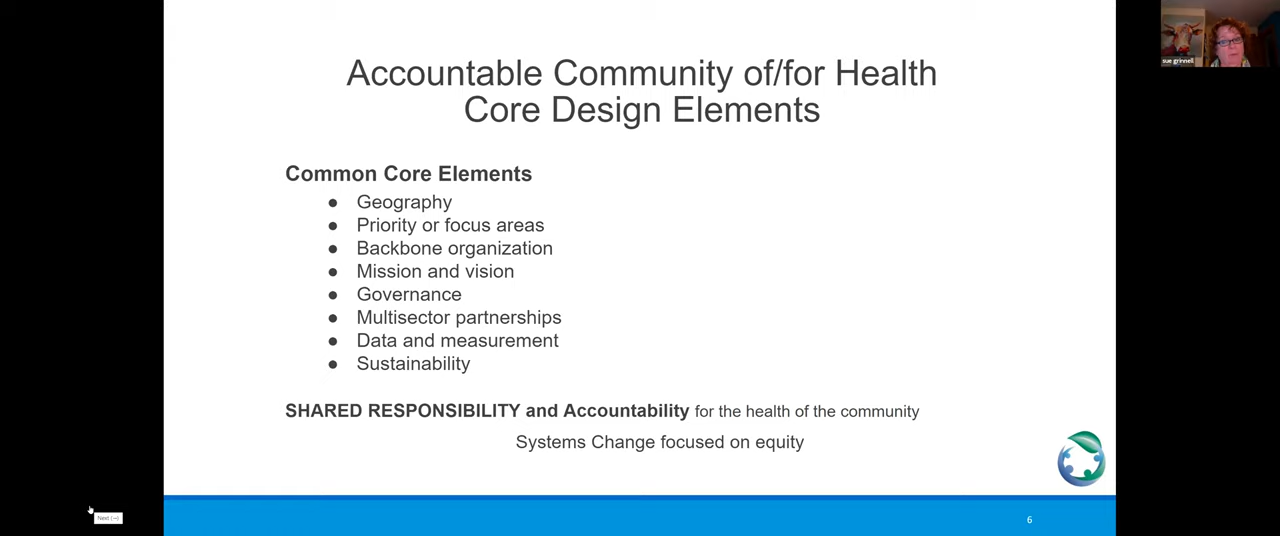 Accountable Community of/for Health
Core Design Elements
sue grinnell
Common Core Elements
● Geography
● Priority or focus areas
● Backbone organization
● Mission and vision
● Governance
● Multisector partnerships
● Data and measurement
● Sustainability
SHARED RESPONSIBILITY and Accountability for the health of the community
Systems Change focused on equity
Next (→)
6